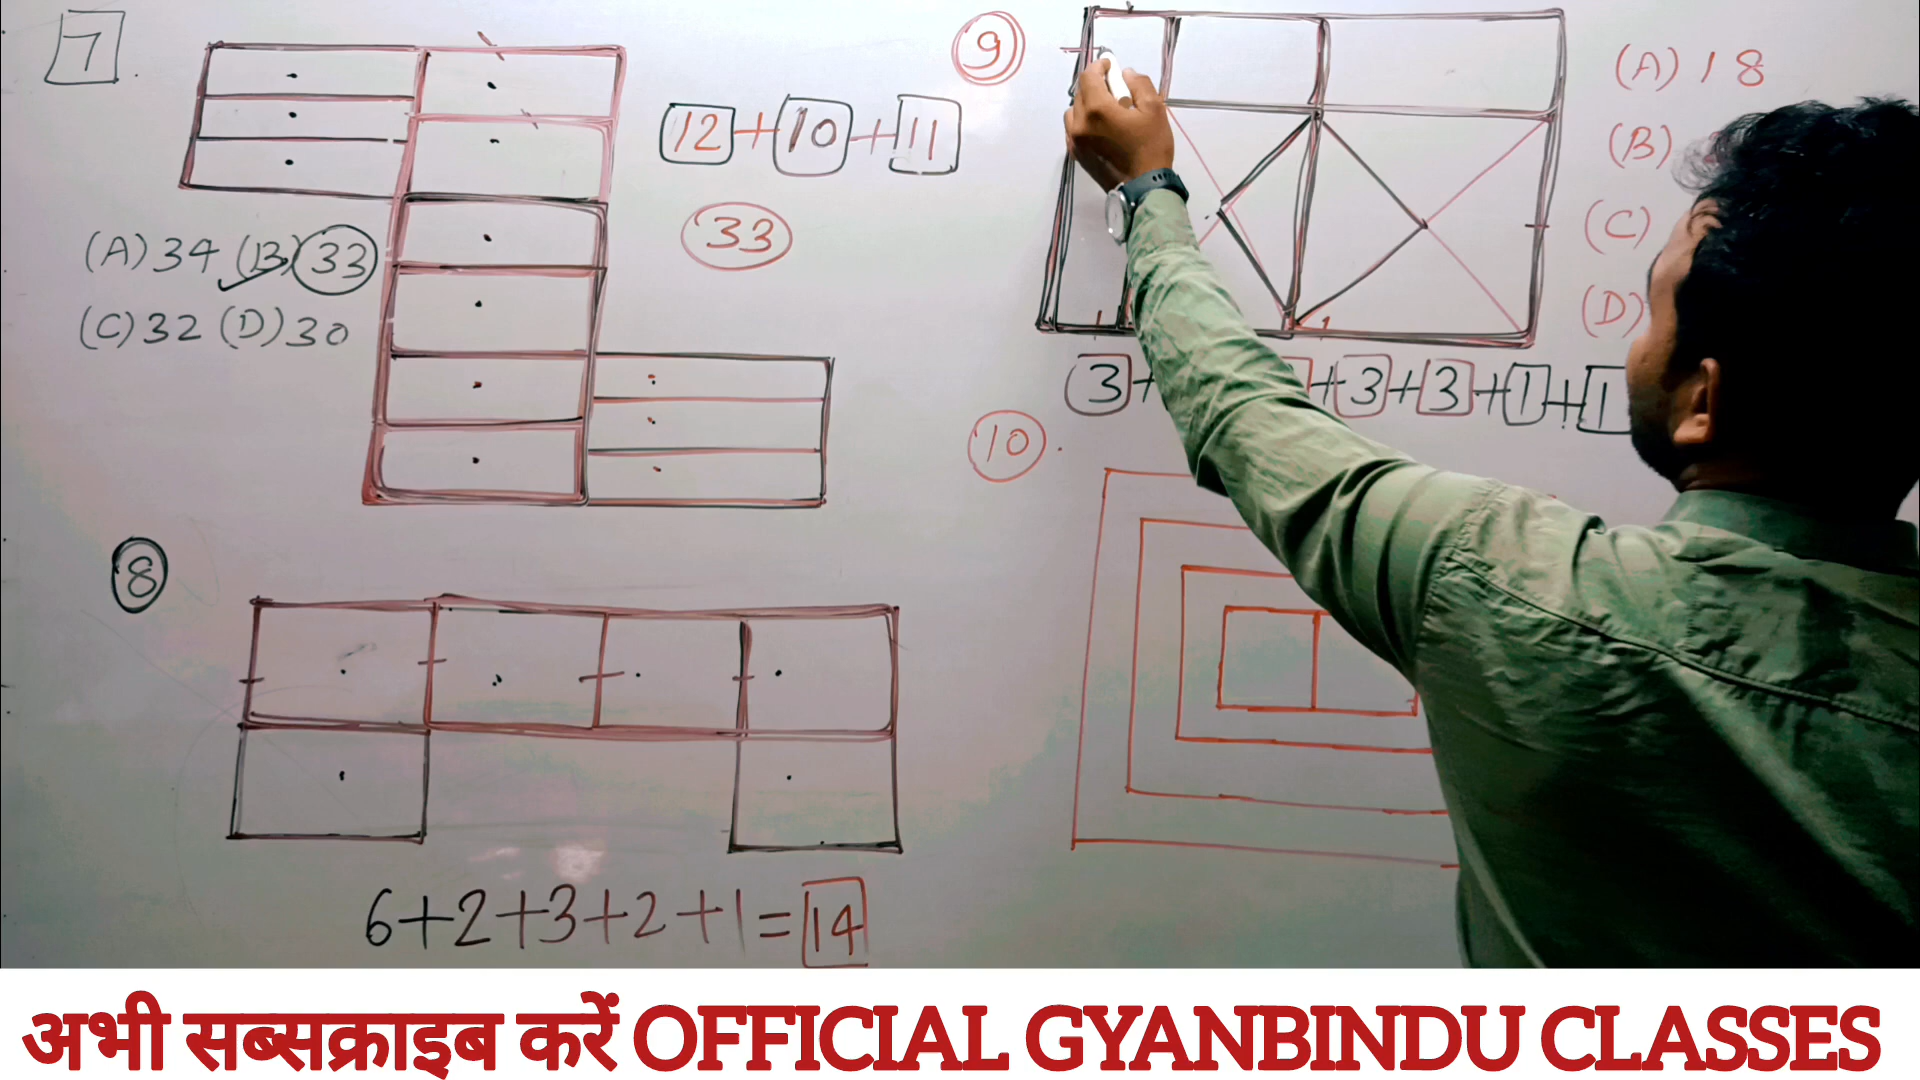 7
12+10+11
33
(A) 34 (B) 33
(C) 32 (D) 30
8
6+2+3+2+1=14
9
(A) 18
(B)
(C)
(D)
3+
+3+3+1+1
10.
अभी सब्सक्राइब करें OFFICIAL GYANBINDU CLASSES